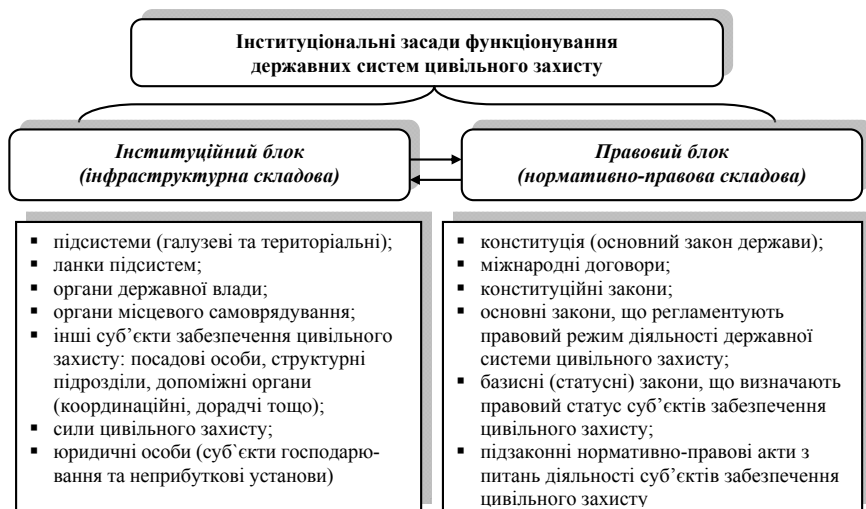 Інституціональні засади функціонування
державних систем цивільного захисту
Інституційний блок
(інфраструктурна складова)
Правовий блок
(нормативно-правова складова)
▪ підсистеми (галузеві та територіальні);
▪ ланки підсистем;
▪ органи державної влади;
▪ органи місцевого самоврядування;
▪ інші суб’єкти забезпечення цивільного
захисту: посадові особи, структурні
підрозділи, допоміжні органи
(координаційні, дорадчі тощо);
▪ сили цивільного захисту;
▪ юридичні особи (суб`єкти господарю-
вання та неприбуткові установи)
▪ конституція (основний закон держави);
▪ міжнародні договори;
▪ конституційні закони;
▪ основні закони, що регламентують
правовий режим діяльності державної
системи цивільного захисту;
▪ базисні (статусні) закони, що визначають
правовий статус суб’єктів забезпечення
цивільного захисту;
▪ підзаконні нормативно-правові акти з
питань діяльності суб’єктів забезпечення
цивільного захисту